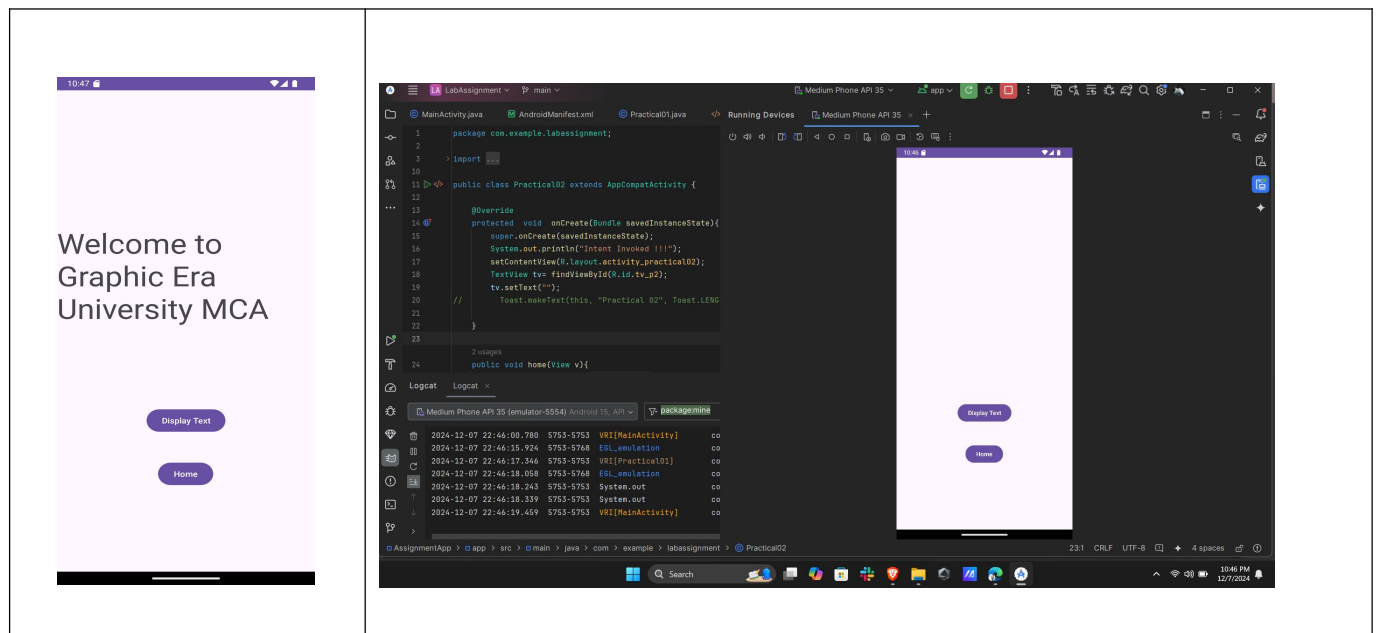 10:47
Welcome to
Graphic Era
University MCA
Display Text
Home
LA LabAssignment main Medium Phone API 35 app
MainActivity.java AndroidManifest.xml Practical01.java Running Devices Medium Phone API 35
1 package com.example.labassignment;
2
3 import ...
10
11 public class Practical02 extends AppCompatActivity {
12
13 @Override
14 protected void onCreate(Bundle savedInstanceState){
15 super.onCreate(savedInstanceState);
16 System.out.println("Intent Invoked !!!");
17 setContentView(R.layout.activity_practical02);
18 TextView tv= findViewById(R.id.tv_p2);
19 tv.setText("");
20 // Toast.makeText(this, "Practical 02", Toast.LENG
21
22 }
23
2 usages
24 public void home(View v){
10:46
Display Text
Home
Logcat Logcat
Medium Phone API 35 (emulator-5554) Android 15, API package:mine
2024-12-07 22:46:00.780 5753-5753 VRI[MainActivity] co
2024-12-07 22:46:15.924 5753-5768 EGL_emulation co
2024-12-07 22:46:17.346 5753-5753 VRI[Practical01] co
2024-12-07 22:46:18.058 5753-5768 EGL_emulation co
2024-12-07 22:46:18.243 5753-5753 System.out co
2024-12-07 22:46:18.339 5753-5753 System.out co
2024-12-07 22:46:19.459 5753-5753 VRI[MainActivity] co
AssignmentApp > app > src > main > java > com > example > labassignment > Practical02 23:1 CRLF UTF-8 4 spaces
Search
10:46 PM
12/7/2024